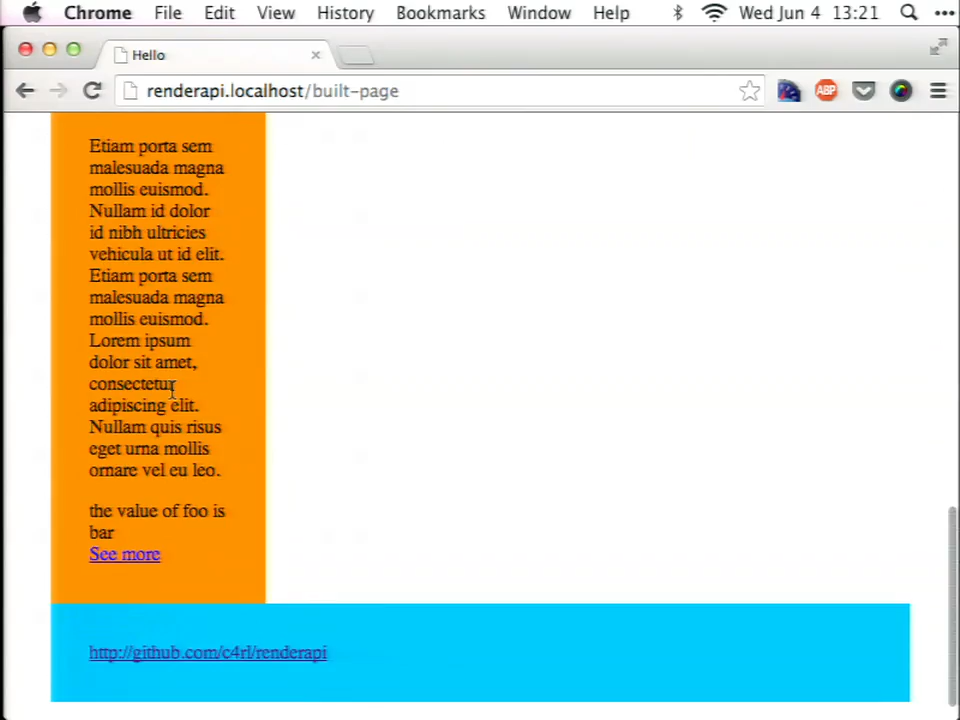 Chrome File Edit View History Bookmarks Window Help Wed Jun 4 13:21
Hello
renderapi.localhost/built-page
ABP
Etiam porta sem
malesuada magna
mollis euismod.
Nullam id dolor
id nibh ultricies
vehicula ut id elit.
Etiam porta sem
malesuada magna
mollis euismod.
Lorem ipsum
dolor sit amet,
consectetur
adipiscing elit.
Nullam quis risus
eget urna mollis
ornare vel eu leo.
the value of foo is
bar
See more
http://github.com/c4rl/renderapi